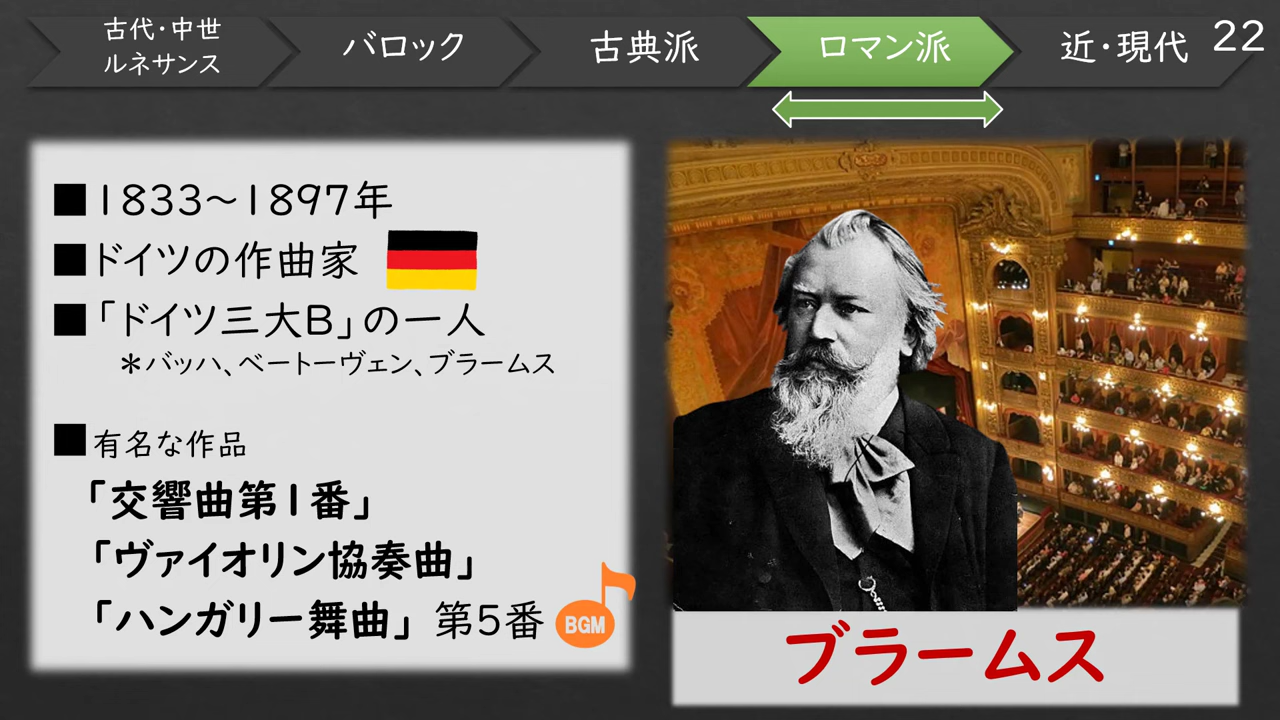 古代・中世
ルネサンス
バロック
古典派
ロマン派
近・現代
22
■1833～1897年
■ドイツの作曲家
■「ドイツ三大B」の一人
＊バッハ、ベートーヴェン、ブラームス
■有名な作品
「交響曲第1番」
「ヴァイオリン協奏曲」
「ハンガリー舞曲」第5番
BGM
ブラームス